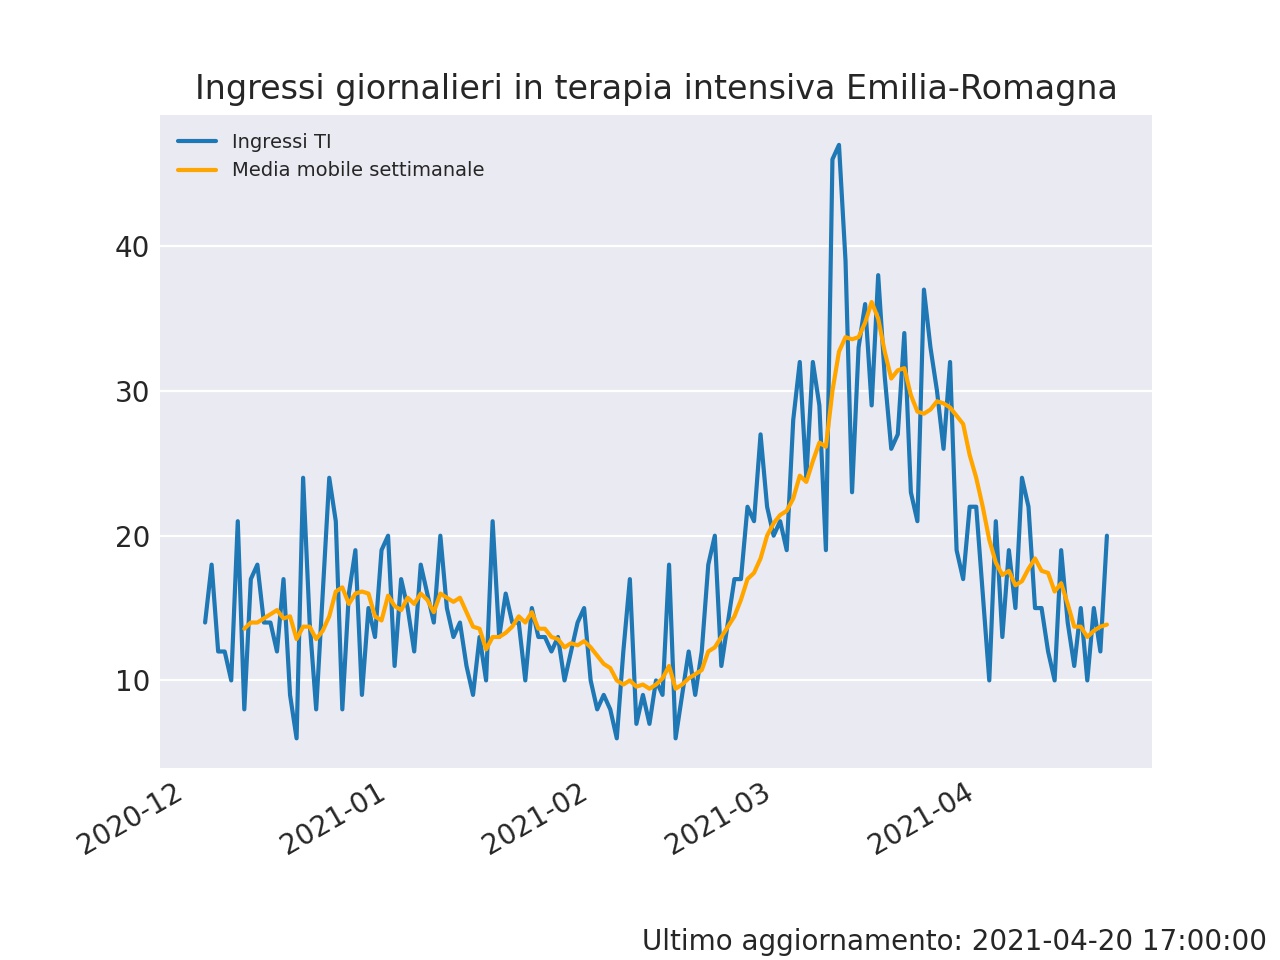 Ingressi giornalieri in terapia intensiva Emilia-Romagna
Ingressi TI
Media mobile settimanale
40
30
20
10
2020-12
2021-01
2021-02
2021-03
2021-04
Ultimo aggiornamento: 2021-04-20 17:00:00